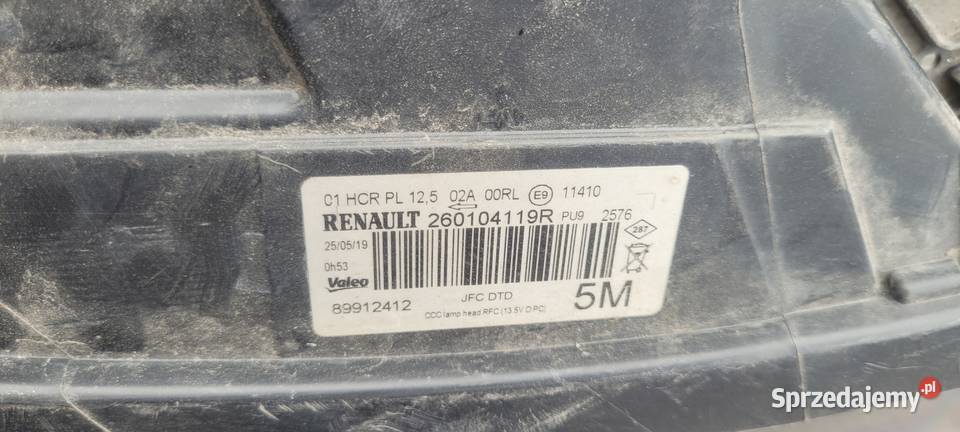 01 HCR PL 12,5 02A 00RL E9 11410
RENAULT 260104119R PU9 2576
25/05/19
287
0h53
Valeo
JFC DTD
5M
89912412
CCC lamp head RFC (13.5V D PC)
Sprzedajemy.pl